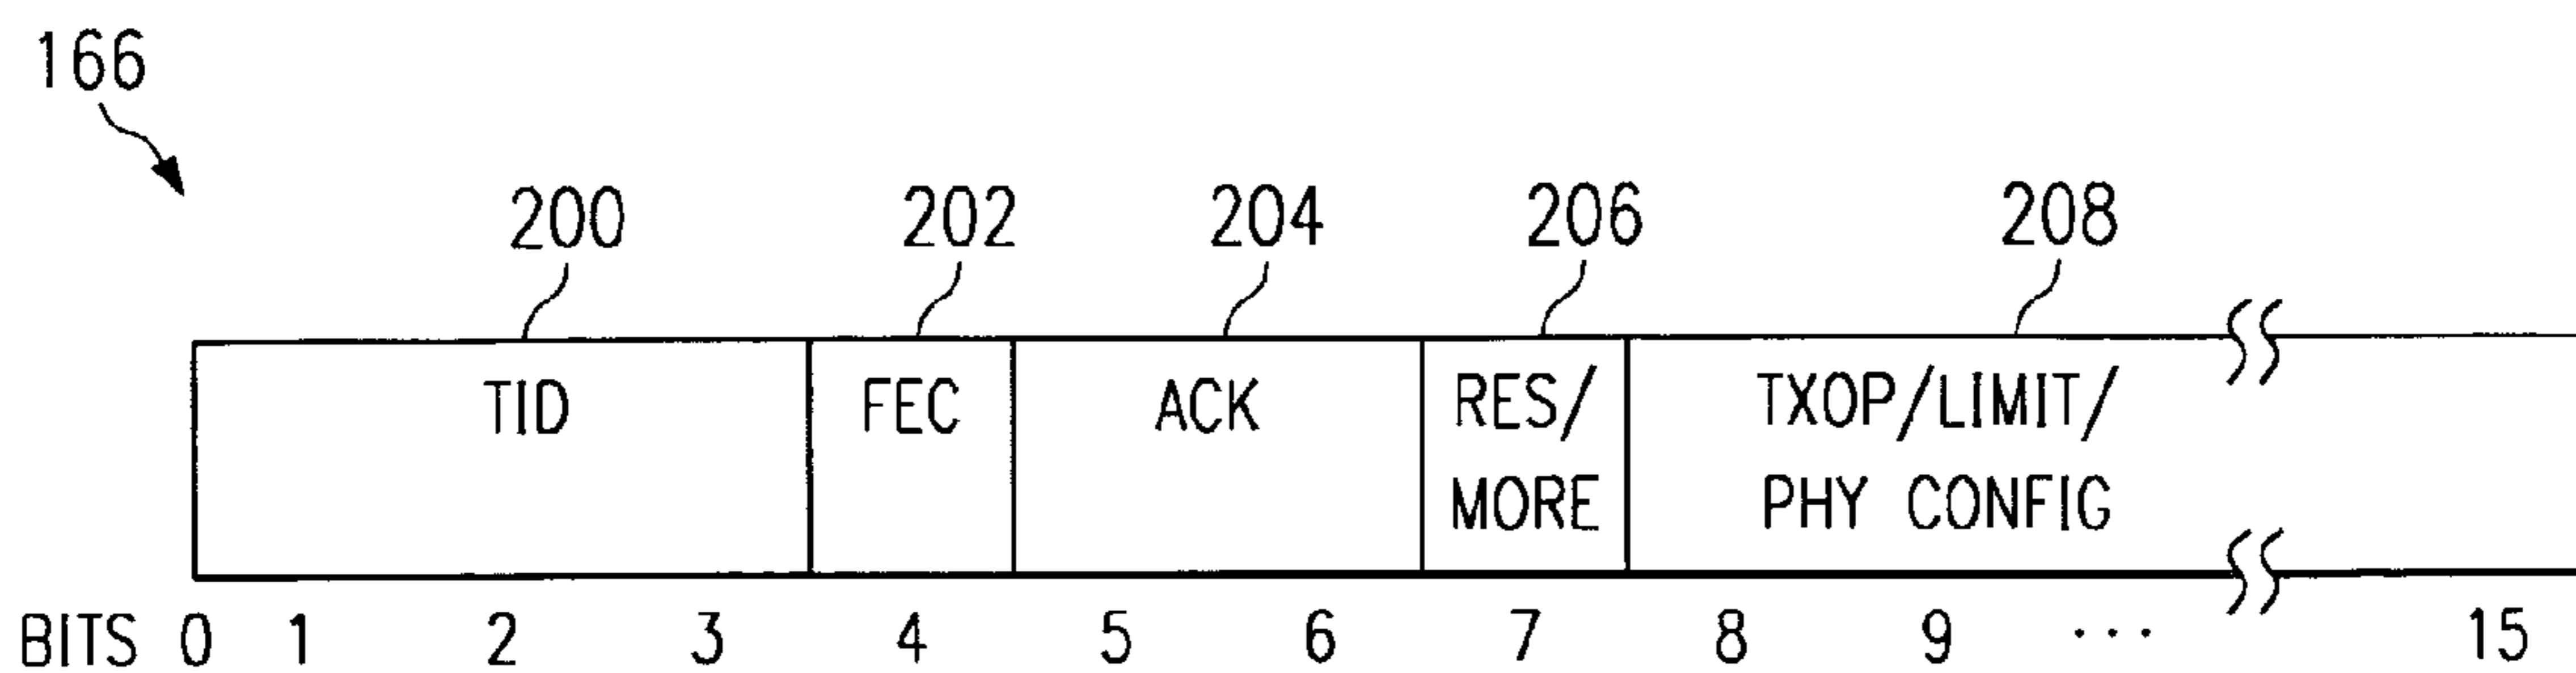 166
200 202 204 206 208
TID FEC ACK RES/ TXOP/LIMIT/
MORE PHY CONFIG
BITS 0 1 2 3 4 5 6 7 8 9 ... 15